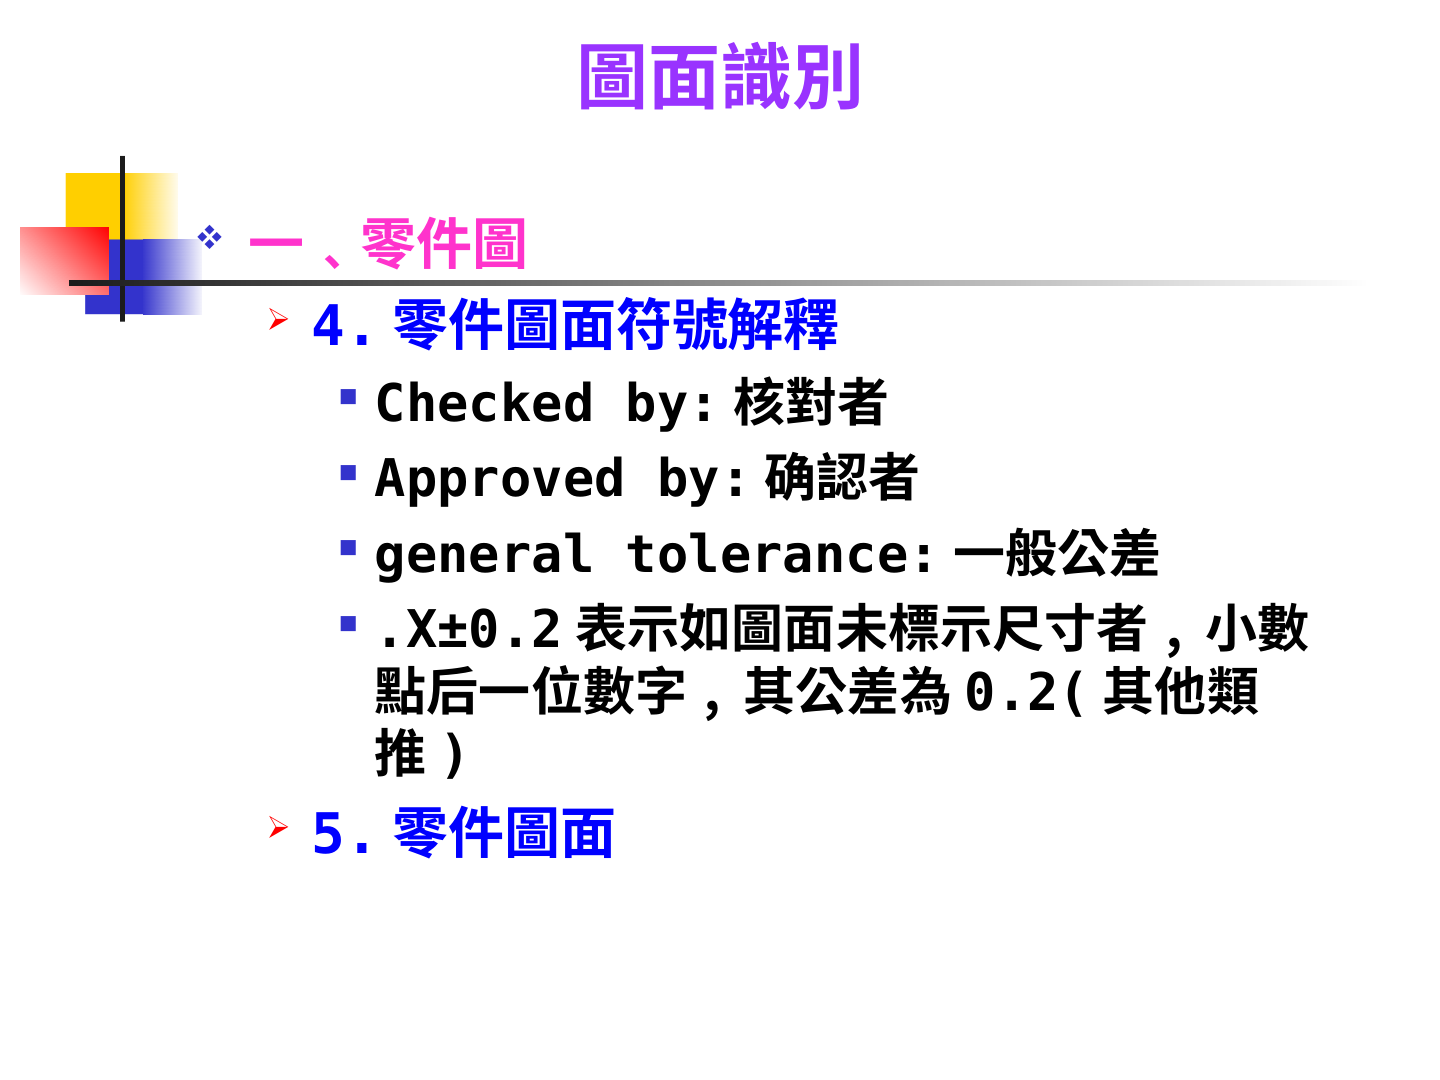 圖面識別
一﹑零件圖
4.零件圖面符號解釋
Checked by:核對者
Approved by:确認者
general tolerance:一般公差
.X±0.2表示如圖面未標示尺寸者,小數
點后一位數字,其公差為0.2(其他類
推)
5.零件圖面